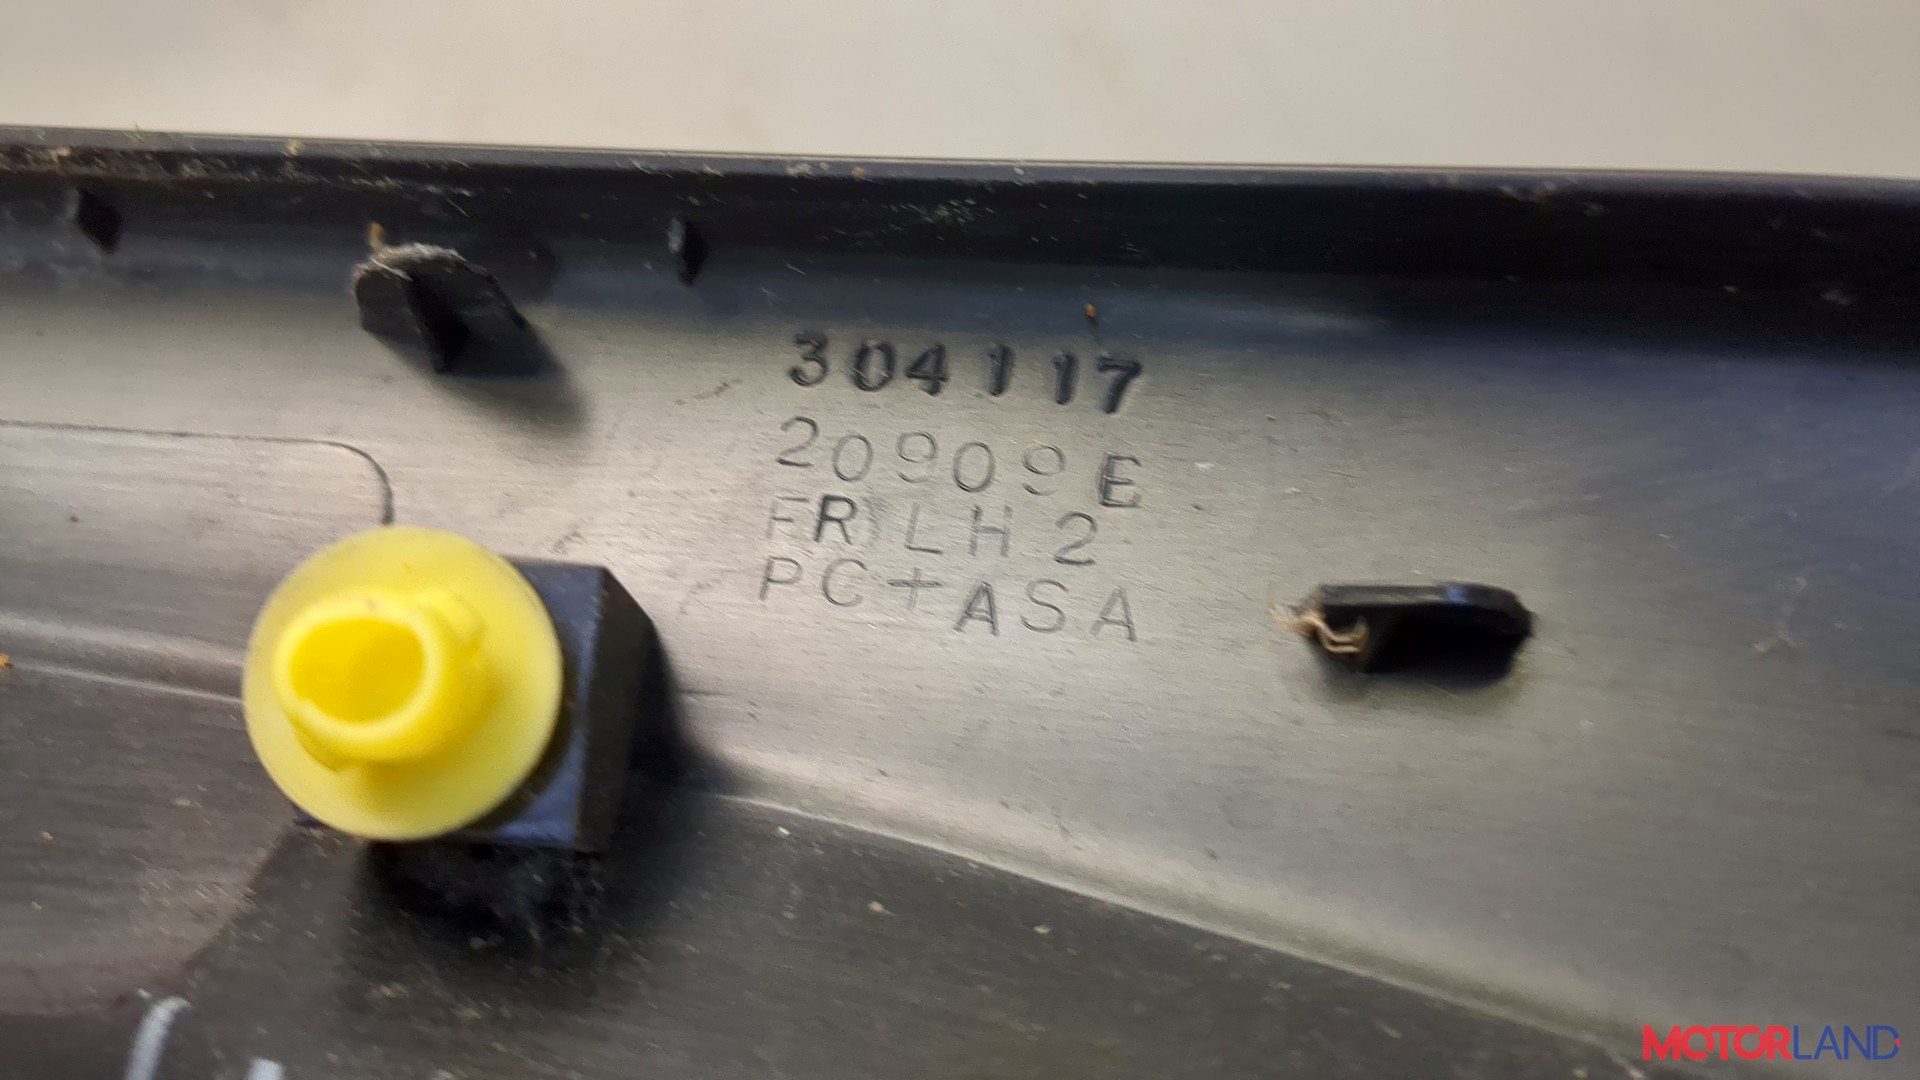 304117
20909E
FR LH 2
PC+ASA
MOTORLAND